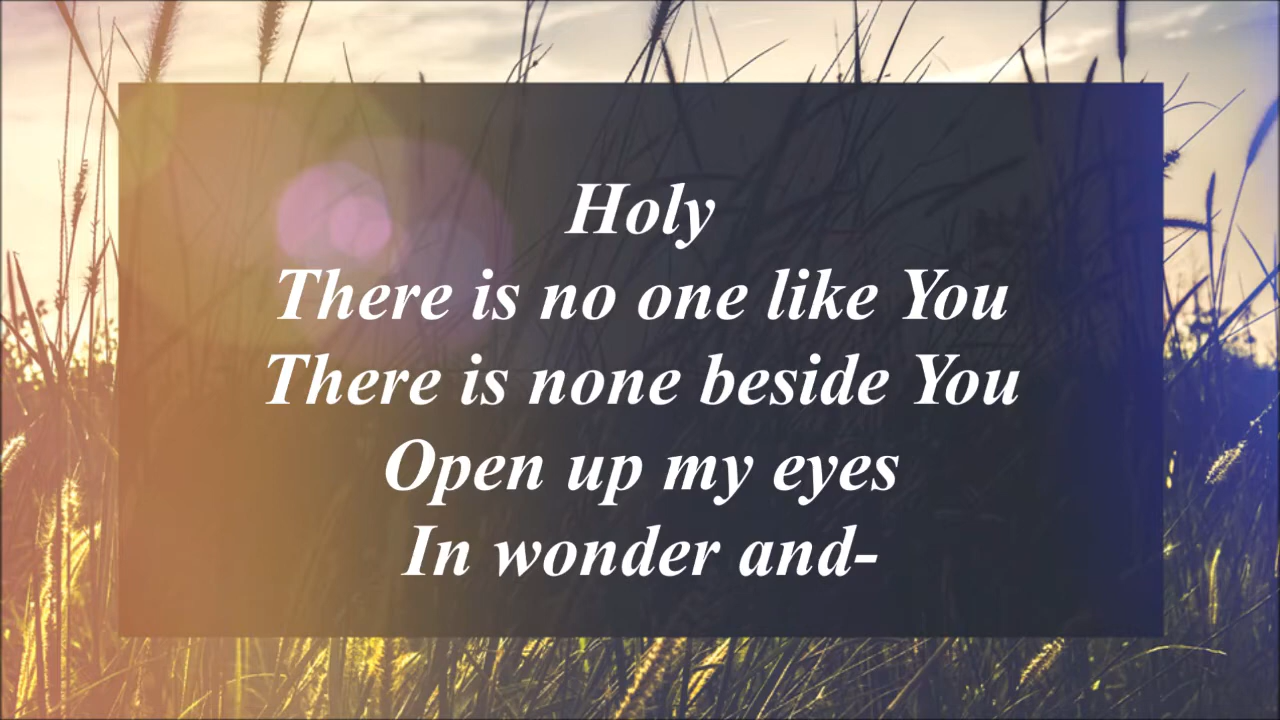 Holy
There is no one like You
There is none beside You
Open up my eyes
In wonder and-